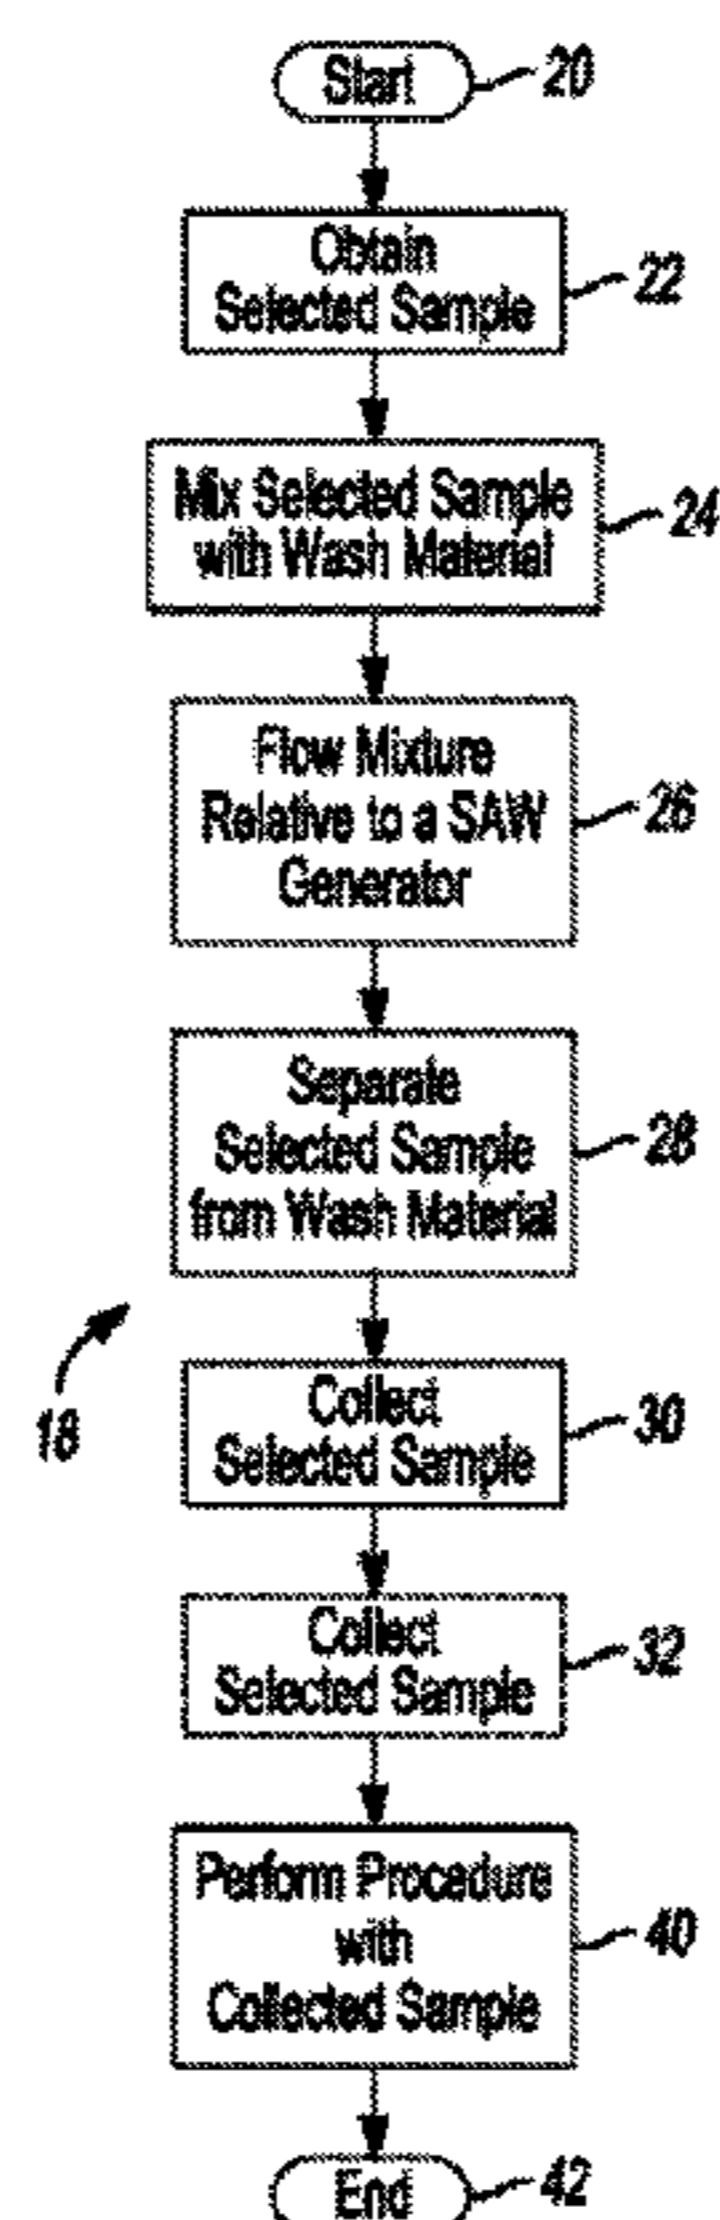 Start
20
Obtain
Selected Sample
22
Mix Selected Sample
with Wash Material
24
Flow Mixture
Relative to a SAW
Generator
26
Separate
Selected Sample
from Wash Material
28
18
Collect
Selected Sample
30
Collect
Selected Sample
32
Perform Procedure
with
Collected Sample
40
End
42